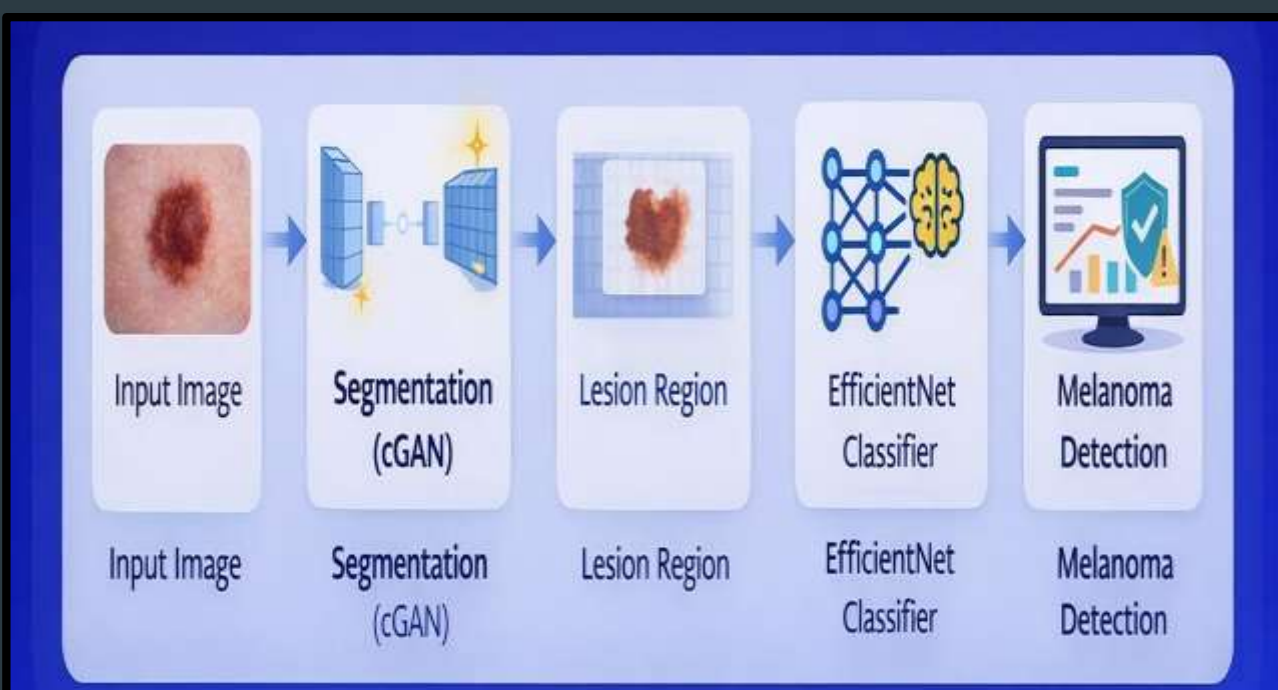 Input Image
Segmentation
(cGAN)
Lesion Region
EfficientNet
Classifier
Melanoma
Detection
Input Image
Segmentation
(cGAN)
Lesion Region
EfficientNet
Classifier
Melanoma
Detection